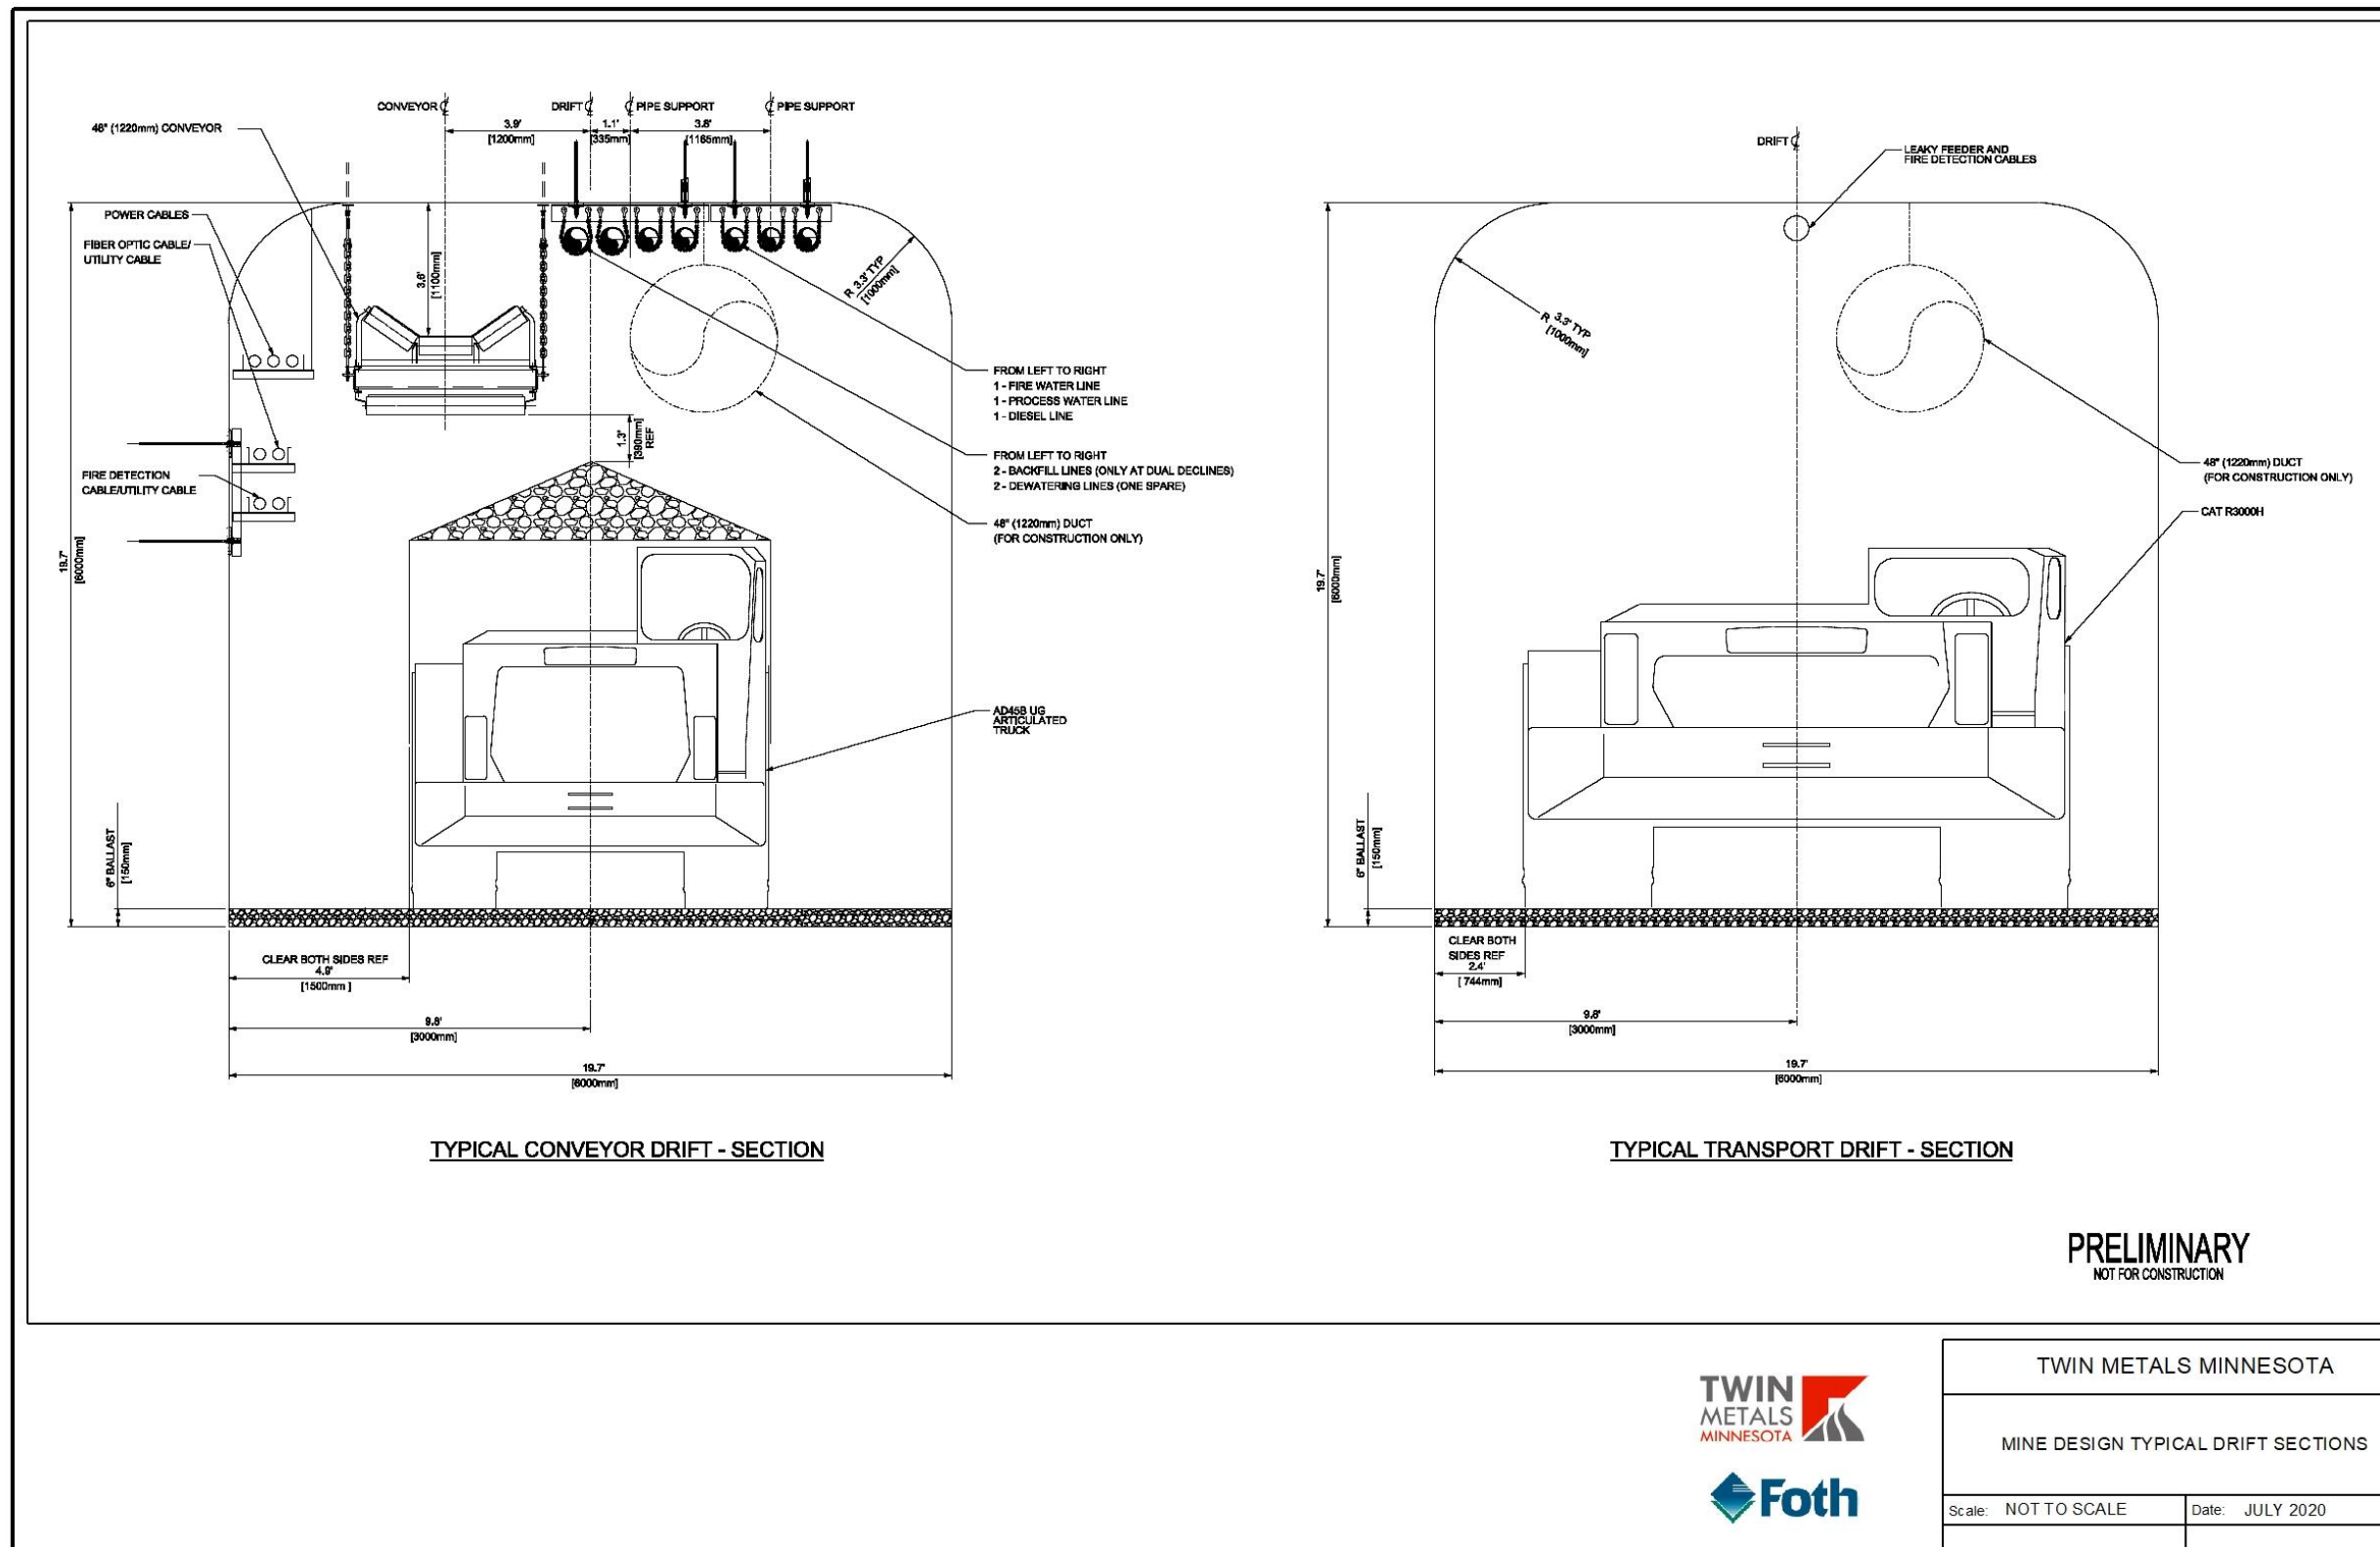 CONVEYOR ℄
DRIFT ℄
℄ PIPE SUPPORT
℄ PIPE SUPPORT
3.9'
[1200mm]
1.1'
[335mm]
3.8'
[1165mm]
48" (1220mm) CONVEYOR
POWER CABLES
FIBER OPTIC CABLE/
UTILITY CABLE
FIRE DETECTION
CABLE/UTILITY CABLE
3.6'
[1100mm]
R 3.3' TYP
[1000mm]
1.3'
[390mm]
REF
FROM LEFT TO RIGHT
1 - FIRE WATER LINE
1 - PROCESS WATER LINE
1 - DIESEL LINE
FROM LEFT TO RIGHT
2 - BACKFILL LINES (ONLY AT DUAL DECLINES)
2 - DEWATERING LINES (ONE SPARE)
48" (1220mm) DUCT
(FOR CONSTRUCTION ONLY)
AD45B UG
ARTICULATED
TRUCK
19.7'
[6000mm]
6" BALLAST
[150mm]
CLEAR BOTH SIDES REF
4.9'
[1500mm ]
9.8'
[3000mm]
19.7'
[6000mm]
TYPICAL CONVEYOR DRIFT - SECTION
DRIFT ℄
LEAKY FEEDER AND
FIRE DETECTION CABLES
R 3.3' TYP
[1000mm]
48" (1220mm) DUCT
(FOR CONSTRUCTION ONLY)
CAT R3000H
19.7'
[6000mm]
6" BALLAST
[150mm]
CLEAR BOTH
SIDES REF
2.4'
[ 744mm]
9.8'
[3000mm]
19.7'
[6000mm]
TYPICAL TRANSPORT DRIFT - SECTION
PRELIMINARY
NOT FOR CONSTRUCTION
TWIN
METALS
MINNESOTA
Foth
TWIN METALS MINNESOTA
MINE DESIGN TYPICAL DRIFT SECTIONS
Scale: NOT TO SCALE
Date: JULY 2020